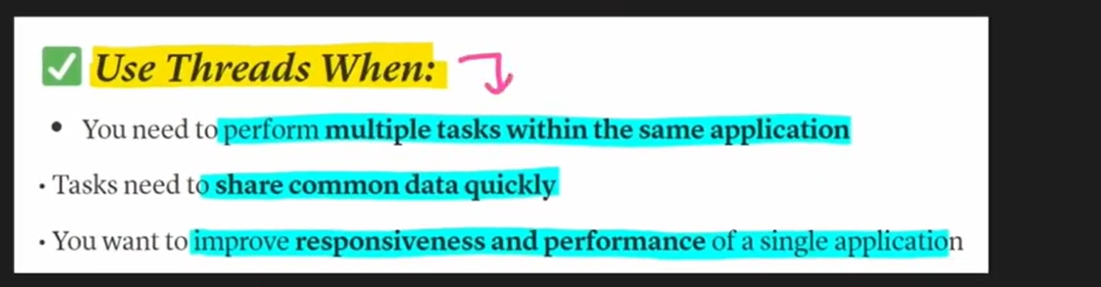 ✅ Use Threads When:
• You need to perform multiple tasks within the same application
• Tasks need to share common data quickly
• You want to improve responsiveness and performance of a single application